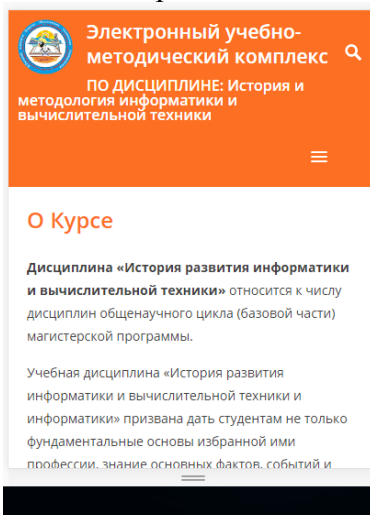 Электронный учебно-
методический комплекс
ПО ДИСЦИПЛИНЕ: История и
методология информатики и
вычислительной техники
О Курсе
Дисциплина «История развития информатики
и вычислительной техники» относится к числу
дисциплин общенаучного цикла (базовой части)
магистерской программы.
Учебная дисциплина «История развития
информатики и вычислительной техники и
информатики» призвана дать студентам не только
фундаментальные основы избранной ими
профессии, знание основных фактов, событий и